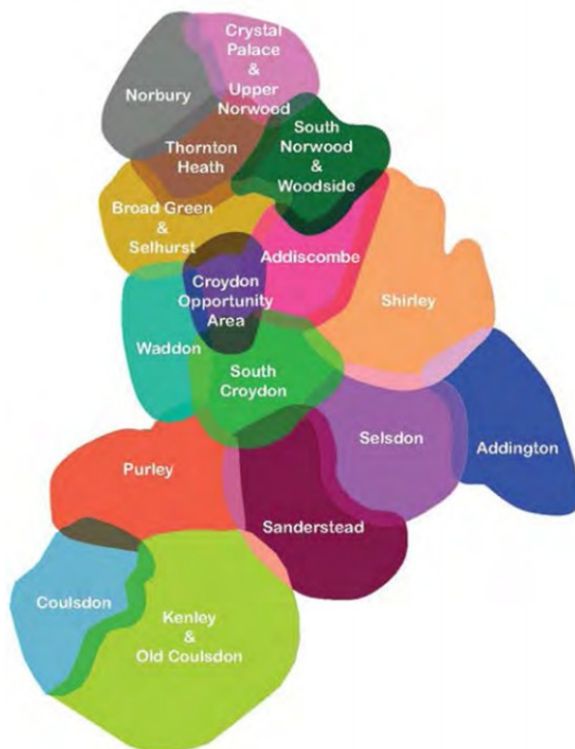 Crystal
Palace
&
Upper
Norwood
Norbury
South
Norwood
&
Woodside
Thornton
Heath
Broad Green
&
Selhurst
Addiscombe
Croydon
Opportunity
Area
Shirley
Waddon
South
Croydon
Selsdon
Addington
Purley
Sanderstead
Coulsdon
Kenley
&
Old Coulsdon